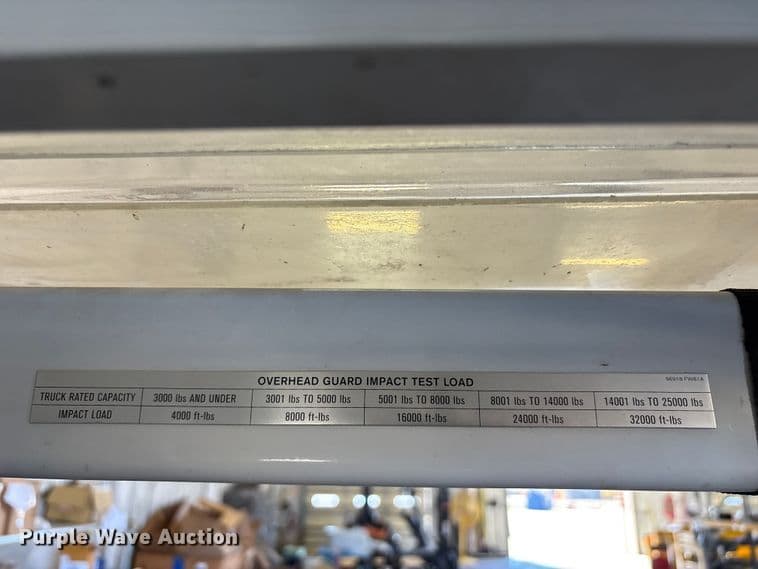 OVERHEAD GUARD IMPACT TEST LOAD
TRUCK RATED CAPACITY 3000 lbs AND UNDER 3001 lbs TO 5000 lbs 5001 lbs TO 8000 lbs 8001 lbs TO 14000 lbs 14001 lbs TO 25000 lbs
IMPACT LOAD 4000 ft-lbs 8000 ft-lbs 16000 ft-lbs 24000 ft-lbs 32000 ft-lbs
Purple Wave Auction